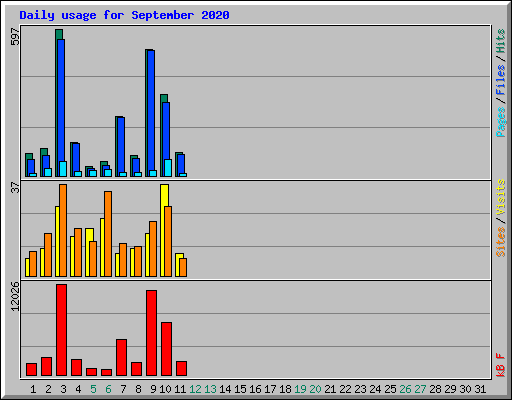 Daily usage for September 2020
597
Pages/Files/Hits
37
Sites/Visits
12026
kB F
1 2 3 4 5 6 7 8 9 10 11 12 13 14 15 16 17 18 19 20 21 22 23 24 25 26 27 28 29 30 31